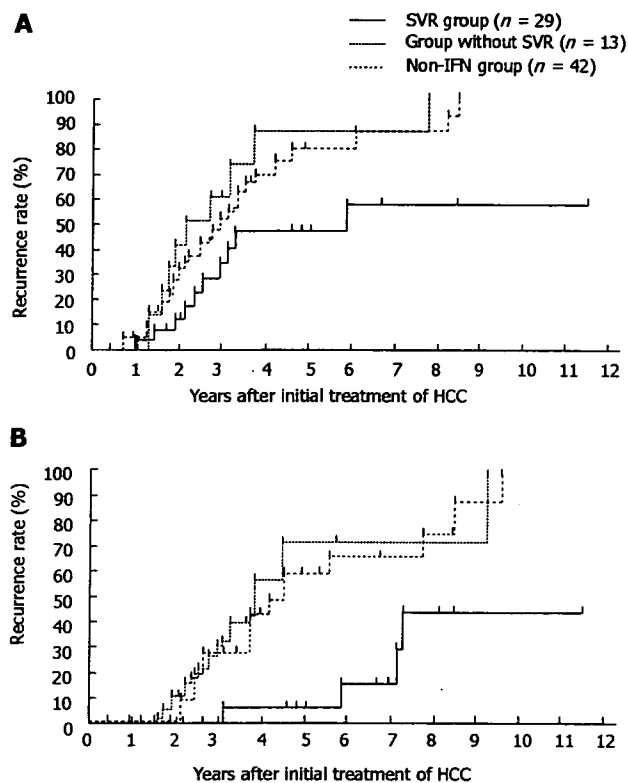 A
SVR group (n = 29)
Group without SVR (n = 13)
Non-IFN group (n = 42)
Recurrence rate (%)
100
90
80
70
60
50
40
30
20
10
0
0 1 2 3 4 5 6 7 8 9 10 11 12
Years after initial treatment of HCC
B
Recurrence rate (%)
100
90
80
70
60
50
40
30
20
10
0
0 1 2 3 4 5 6 7 8 9 10 11 12
Years after initial treatment of HCC